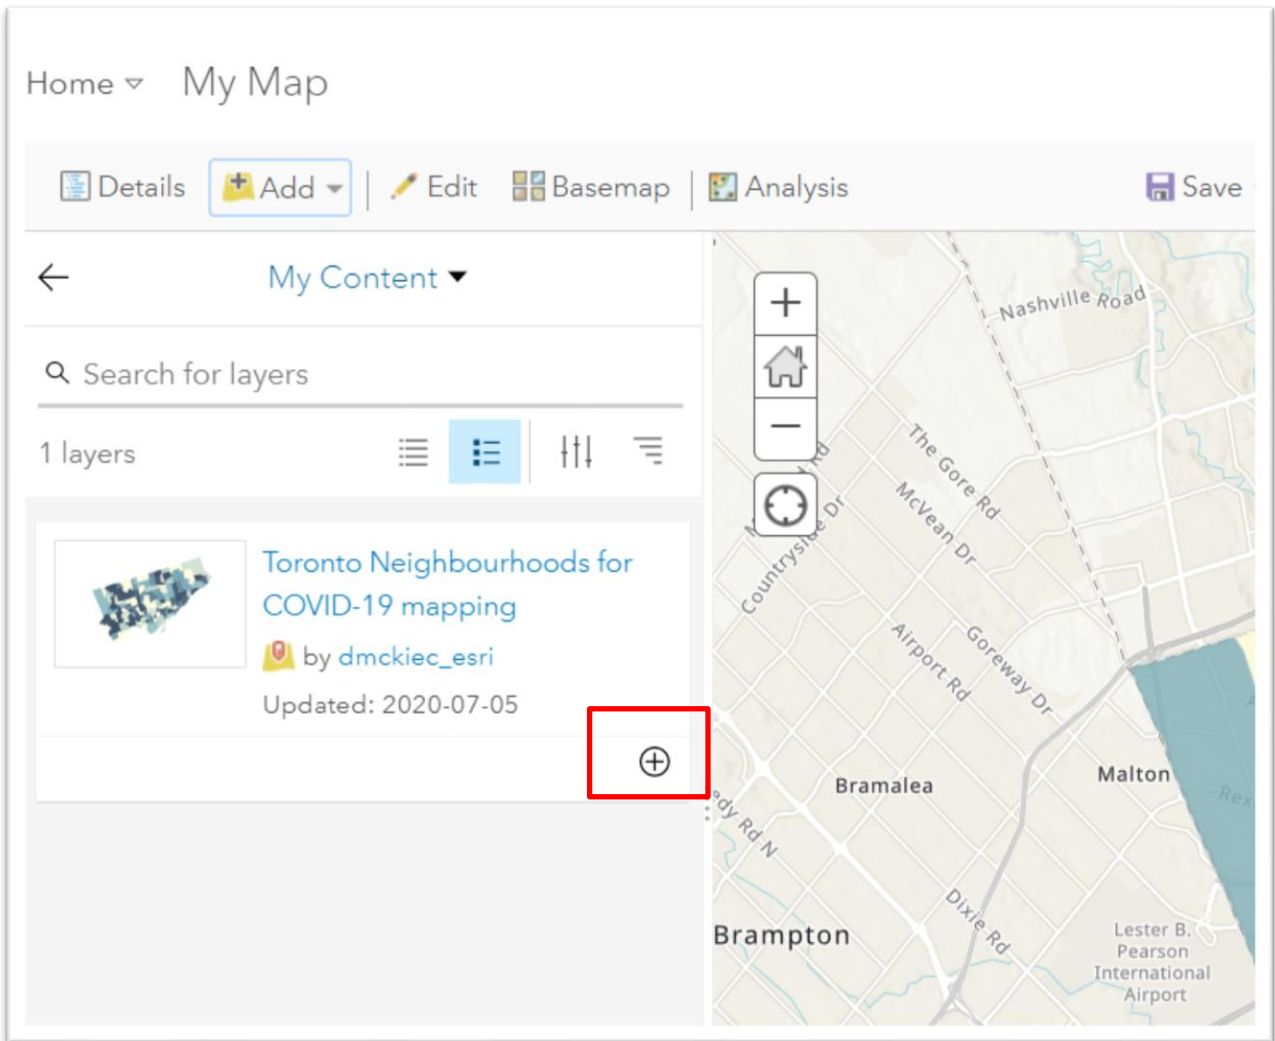 Home My Map
Details Add Edit Basemap Analysis Save
My Content
Search for layers
1 layers
Toronto Neighbourhoods for
COVID-19 mapping
by dmckiec_esri
Updated: 2020-07-05
Nashville Road
The Gore Rd
McVean Dr
Countryside Dr
Airport Rd
Goreway Dr
Bramalea
Malton
Rd N
Dixie Rd
Brampton
Lester B.
Pearson
International
Airport